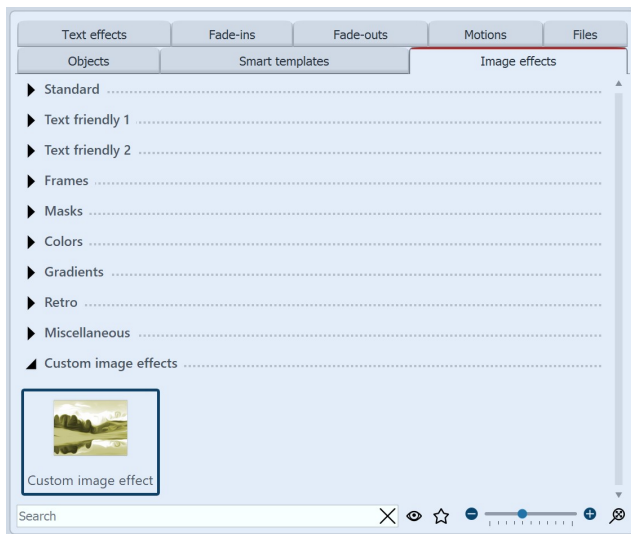 Text effects
Fade-ins
Fade-outs
Motions
Files
Objects
Smart templates
Image effects
Standard
Text friendly 1
Text friendly 2
Frames
Masks
Colors
Gradients
Retro
Miscellaneous
Custom image effects
Custom image effect
Search